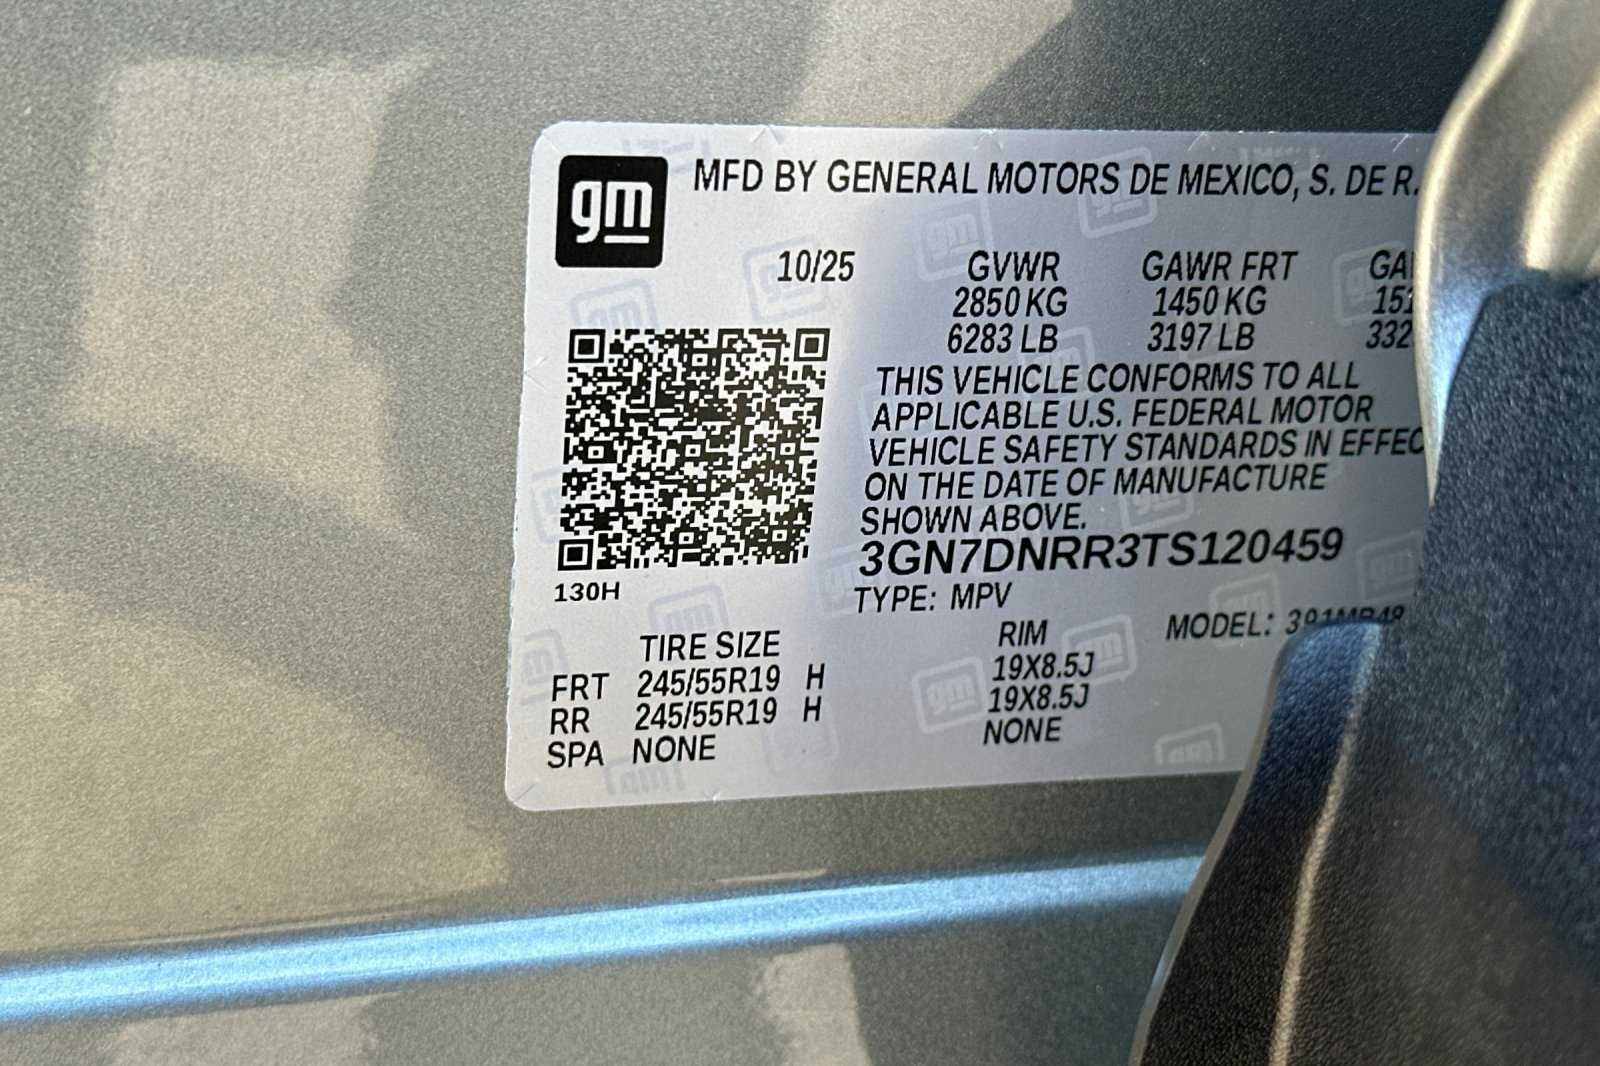 gm
MFD BY GENERAL MOTORS DE MEXICO, S. DE R.
10/25 GVWR GAWR FRT
2850 KG 1450 KG
6283 LB 3197 LB
THIS VEHICLE CONFORMS TO ALL
APPLICABLE U.S. FEDERAL MOTOR
VEHICLE SAFETY STANDARDS IN EFFEC
ON THE DATE OF MANUFACTURE
SHOWN ABOVE.
3GN7DNRR3TS120459
130H
TYPE: MPV MODEL:
TIRE SIZE RIM
FRT 245/55R19 H 19X8.5J
RR 245/55R19 H 19X8.5J
SPA NONE NONE